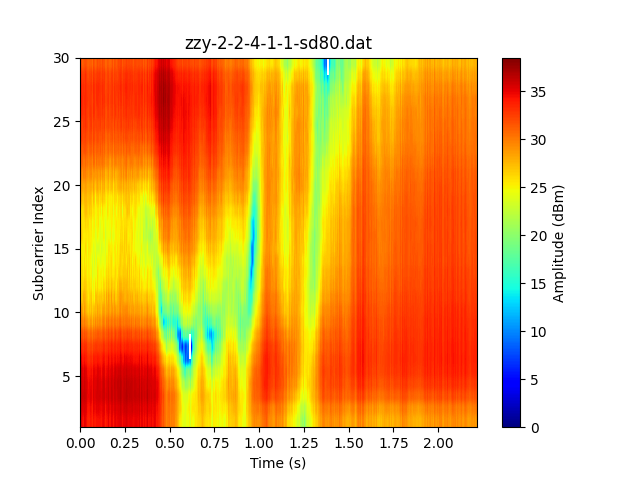 zzy-2-2-4-1-1-sd80.dat
30
25
20
15
10
5
Subcarrier Index
0.00 0.25 0.50 0.75 1.00 1.25 1.50 1.75 2.00
Time (s)
35
30
25
20
15
10
5
0
Amplitude (dBm)